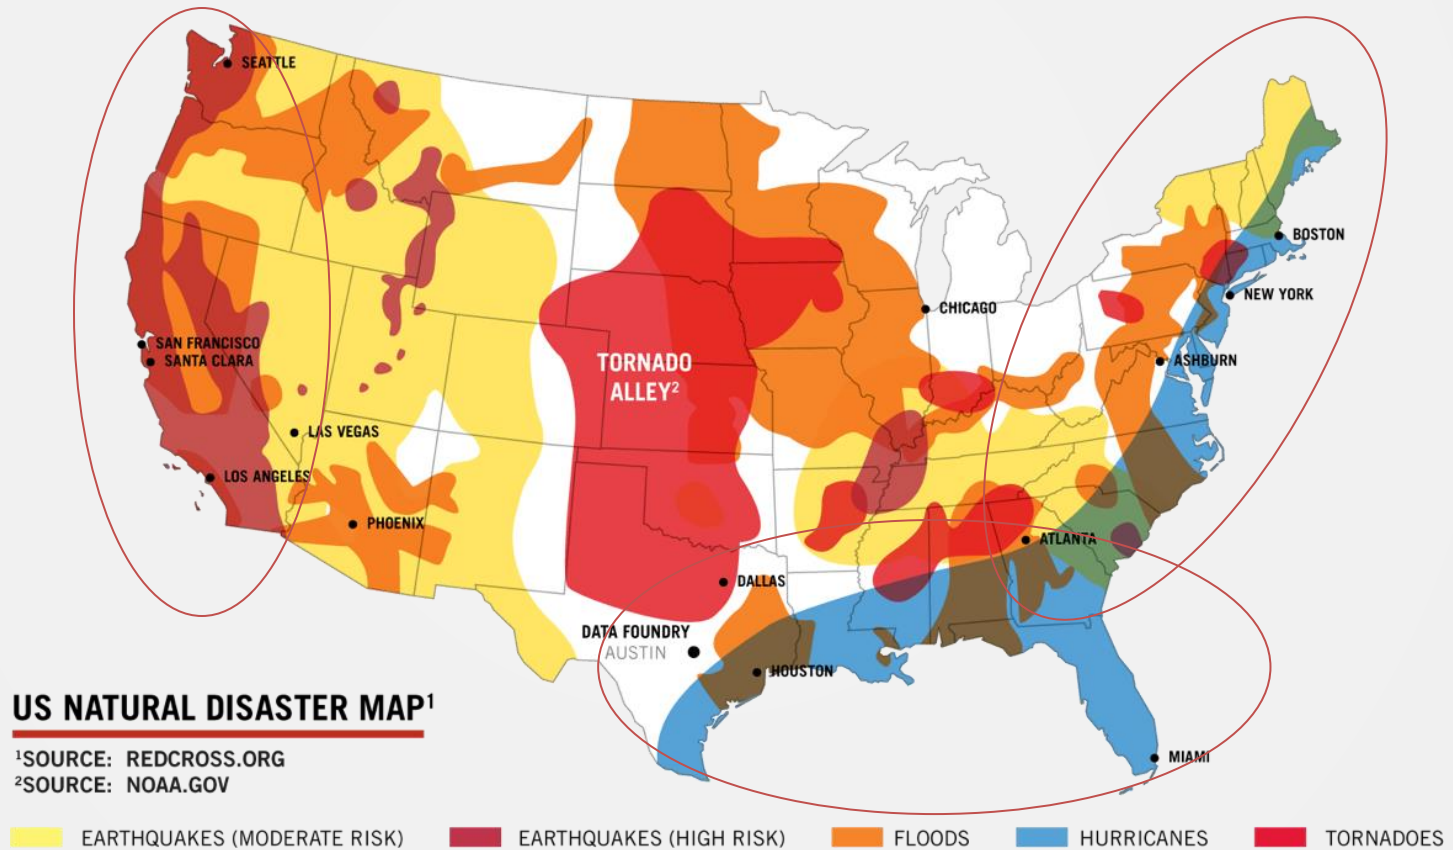 SEATTLE
BOSTON
NEW YORK
CHICAGO
SAN FRANCISCO
SANTA CLARA
ASHBURN
TORNADO
ALLEY²
LAS VEGAS
LOS ANGELES
PHOENIX
ATLANTA
DALLAS
DATA FOUNDRY
AUSTIN
HOUSTON
MIAMI
US NATURAL DISASTER MAP¹
¹SOURCE: REDCROSS.ORG
²SOURCE: NOAA.GOV
EARTHQUAKES (MODERATE RISK)
EARTHQUAKES (HIGH RISK)
FLOODS
HURRICANES
TORNADOES